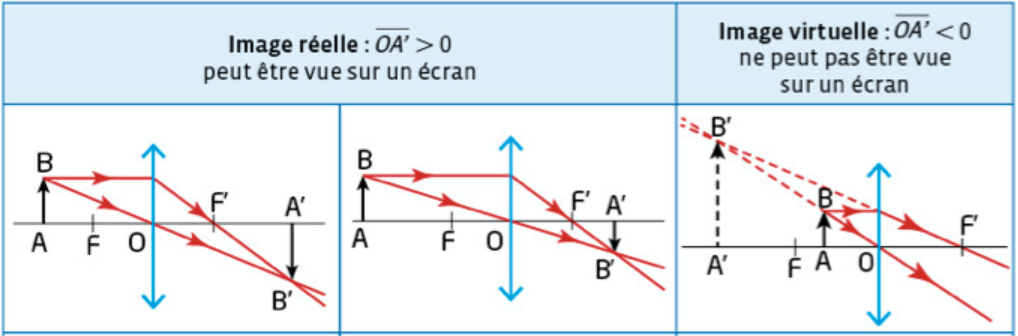 Image réelle : OA' > 0
peut être vue sur un écran
Image virtuelle : OA' < 0
ne peut pas être vue
sur un écran
B
F'
A'
A
F
O
B'
B
F'
A'
A
F
O
B'
B'
B
F'
A'
F
A
O